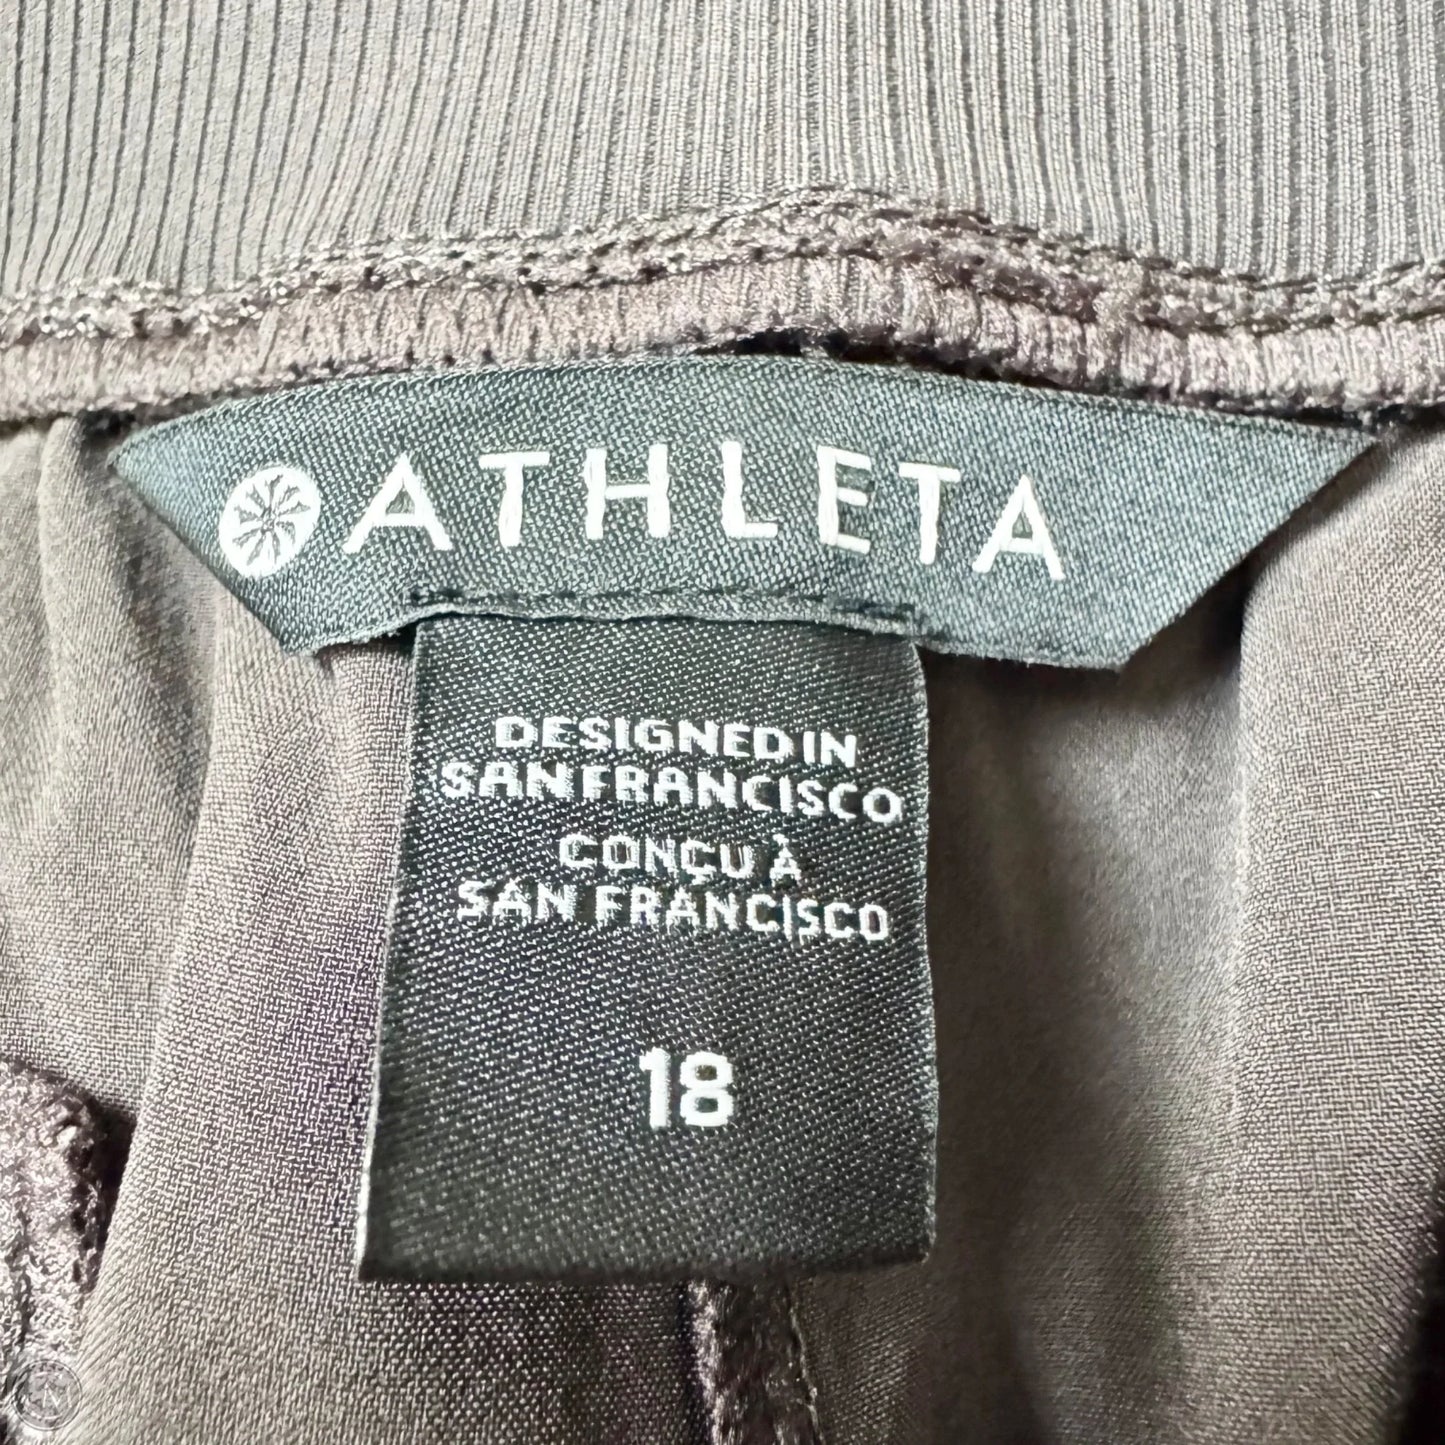 ATHLETA
DESIGNED IN
SAN FRANCISCO
CONÇU À
SAN FRANCISCO
18